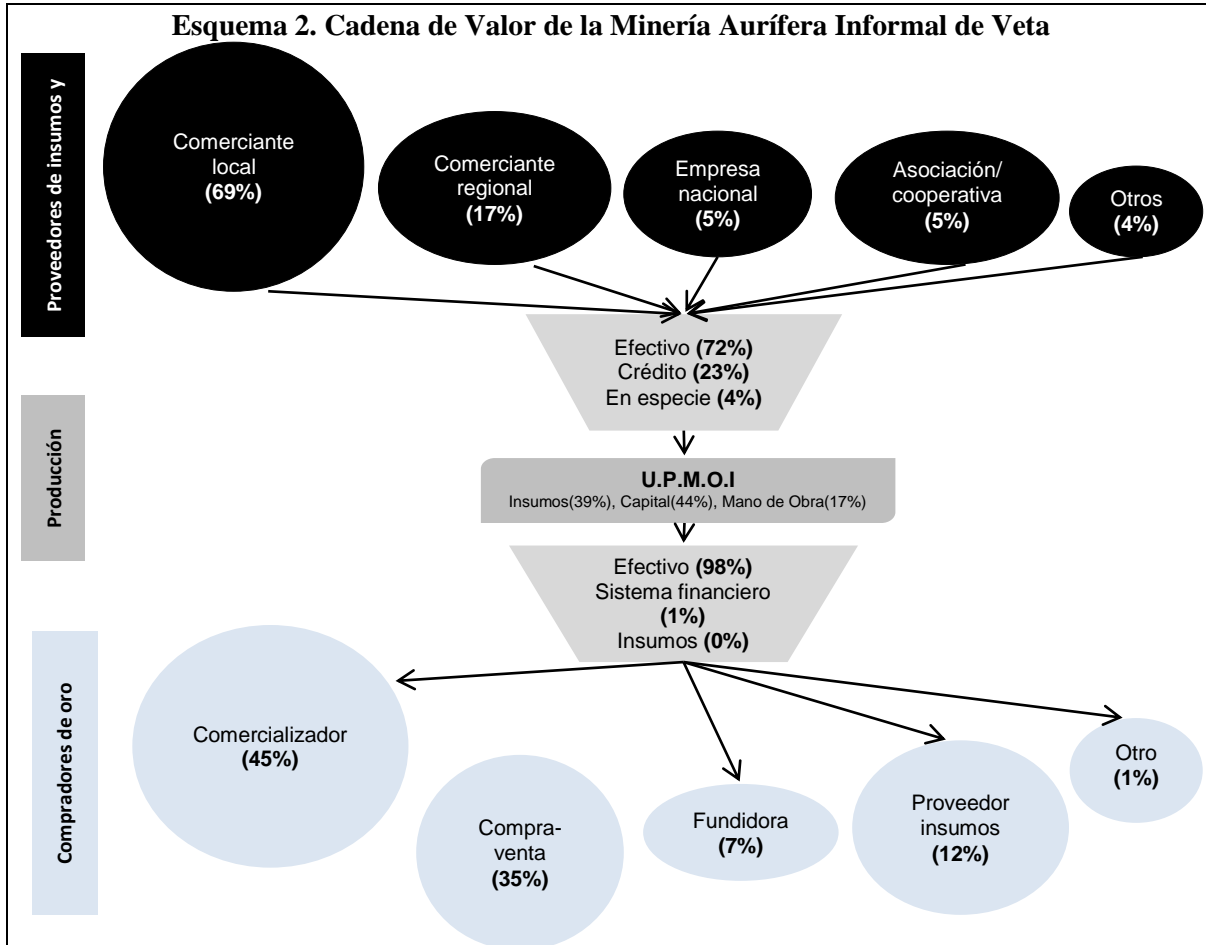 Esquema 2. Cadena de Valor de la Minería Aurífera Informal de Veta
Proveedores de insumos y
Comerciante
local
(69%)
Comerciante
regional
(17%)
Empresa
nacional
(5%)
Asociación/
cooperativa
(5%)
Otros
(4%)
Efectivo (72%)
Crédito (23%)
En especie (4%)
Producción
U.P.M.O.I
Insumos(39%), Capital(44%), Mano de Obra(17%)
Efectivo (98%)
Sistema financiero
(1%)
Insumos (0%)
Compradores de oro
Comercializador
(45%)
Compra-
venta
(35%)
Fundidora
(7%)
Proveedor
insumos
(12%)
Otro
(1%)